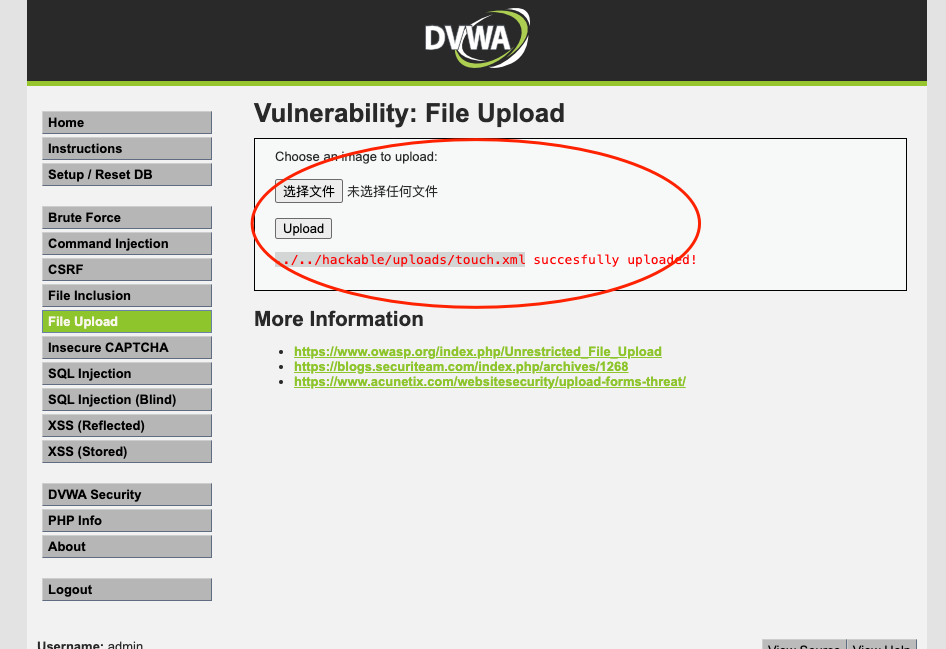 DVWA
Home
Instructions
Setup / Reset DB
Brute Force
Command Injection
CSRF
File Inclusion
File Upload
Insecure CAPTCHA
SQL Injection
SQL Injection (Blind)
XSS (Reflected)
XSS (Stored)
DVWA Security
PHP Info
About
Logout
Vulnerability: File Upload
Choose an image to upload:
选择文件 未选择任何文件
Upload
../../hackable/uploads/touch.xml succesfully uploaded!
More Information
https://www.owasp.org/index.php/Unrestricted_File_Upload
https://blogs.securiteam.com/index.php/archives/1268
https://www.acunetix.com/websitesecurity/upload-forms-threat/
Username: admin
View Source View Help